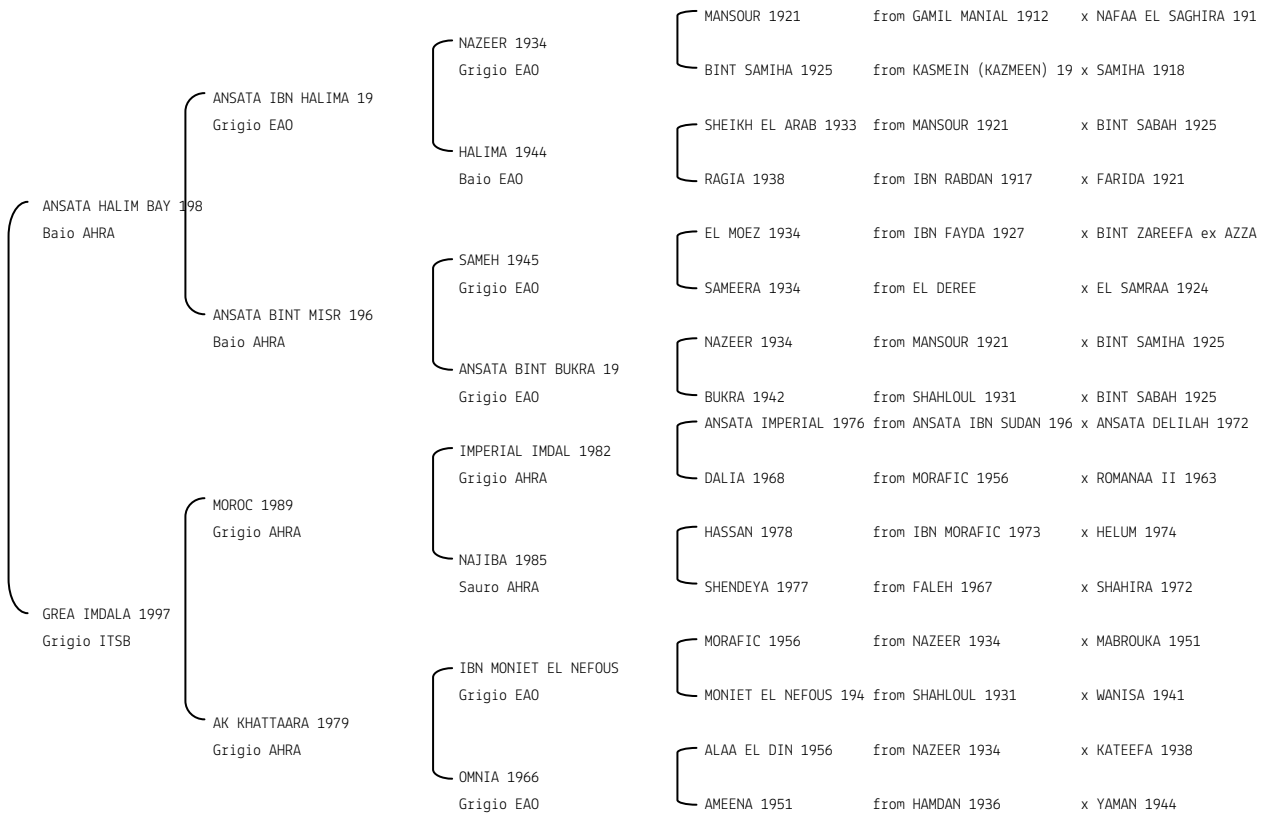 MANSOUR 1921 from GAMIL MANIAL 1912 x NAFAA EL SAGHIRA 191
NAZEER 1934
Grigio EAO
BINT SAMIHA 1925 from KASMEIN (KAZMEEN) 19 x SAMIHA 1918
ANSATA IBN HALIMA 19
Grigio EAO
SHEIKH EL ARAB 1933 from MANSOUR 1921 x BINT SABAH 1925
HALIMA 1944
Baio EAO
RAGIA 1938 from IBN RABDAN 1917 x FARIDA 1921
ANSATA HALIM BAY 198
Baio AHRA
EL MOEZ 1934 from IBN FAYDA 1927 x BINT ZAREEFA ex AZZA
SAMEH 1945
Grigio EAO
SAMEERA 1934 from EL DEREE x EL SAMRAA 1924
ANSATA BINT MISR 196
Baio AHRA
NAZEER 1934 from MANSOUR 1921 x BINT SAMIHA 1925
ANSATA BINT BUKRA 19
Grigio EAO
BUKRA 1942 from SHAHLOUL 1931 x BINT SABAH 1925
ANSATA IMPERIAL 1976 from ANSATA IBN SUDAN 196 x ANSATA DELILAH 1972
IMPERIAL IMDAL 1982
Grigio AHRA
DALIA 1968 from MORAFIC 1956 x ROMANAA II 1963
MOROC 1989
Grigio AHRA
HASSAN 1978 from IBN MORAFIC 1973 x HELUM 1974
NAJIBA 1985
Sauro AHRA
SHENDEYA 1977 from FALEH 1967 x SHAHIRA 1972
GREA IMDALA 1997
Grigio ITSB
MORAFIC 1956 from NAZEER 1934 x MABROUKA 1951
IBN MONIET EL NEFOUS
Grigio EAO
MONIET EL NEFOUS 194 from SHAHLOUL 1931 x WANISA 1941
AK KHATTAARA 1979
Grigio AHRA
ALAA EL DIN 1956 from NAZEER 1934 x KATEEFA 1938
OMNIA 1966
Grigio EAO
AMEENA 1951 from HAMDAN 1936 x YAMAN 1944